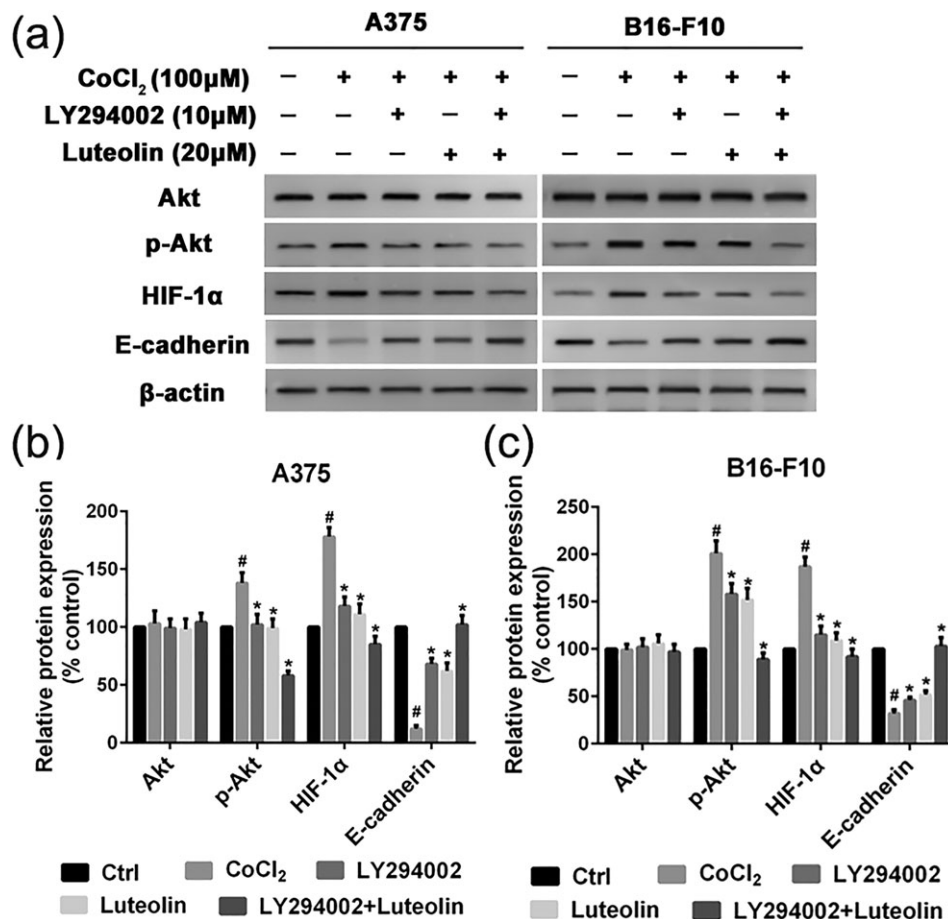 (a)
A375 B16-F10
CoCl2 (100μM) – + + + + – + + + +
LY294002 (10μM) – – + – + – – + – +
Luteolin (20μM) – – – + + – – – + +
Akt
p-Akt
HIF-1α
E-cadherin
β-actin
(b)
A375
Relative protein expression
(% control)
200
150
100
50
0
# * * * # * * * # * * *
Akt p-Akt HIF-1α E-cadherin
Ctrl CoCl2 LY294002
Luteolin LY294002+Luteolin
(c)
B16-F10
Relative protein expression
(% control)
250
200
150
100
50
0
# * * * # * * * # * * *
Akt p-Akt HIF-1α E-cadherin
Ctrl CoCl2 LY294002
Luteolin LY294002+Luteolin